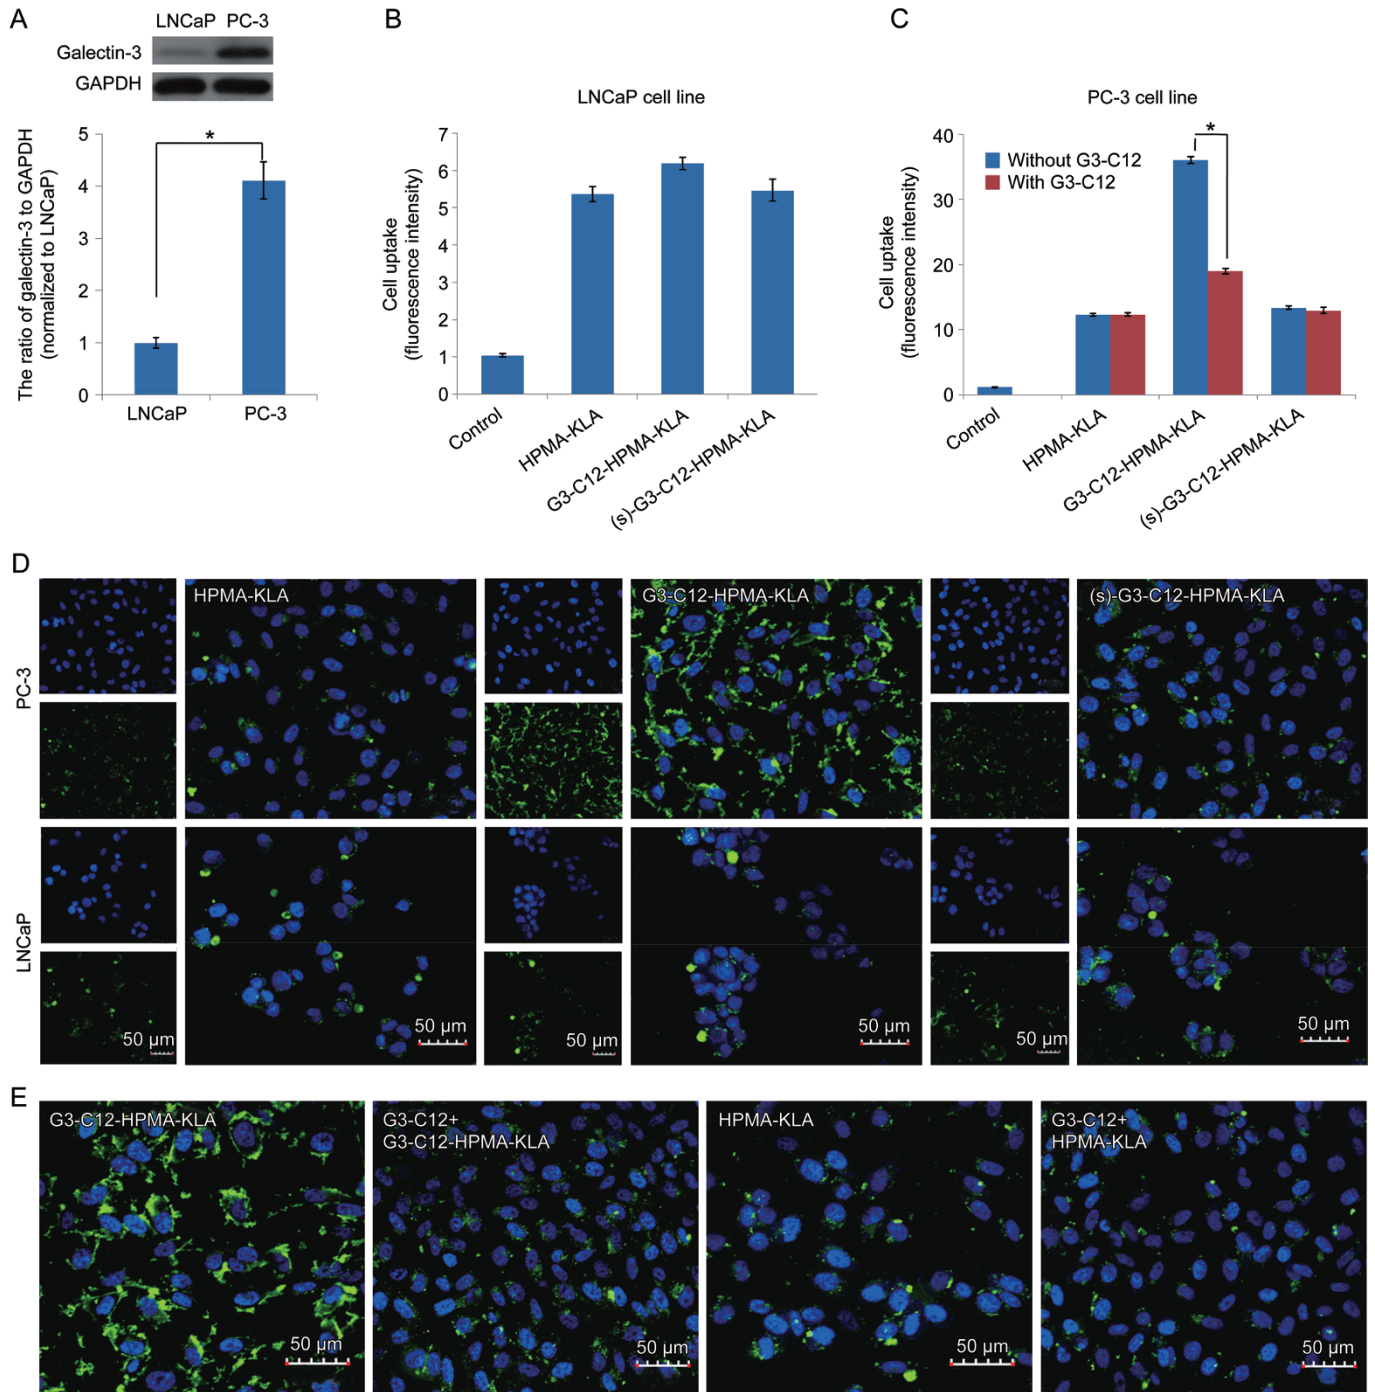 A
LNCaP PC-3
Galectin-3
GAPDH
The ratio of galectin-3 to GAPDH
(normalized to LNCaP)
5
4
3
2
1
0
*
LNCaP
PC-3
B
LNCaP cell line
Cell uptake
(fluorescence intensity)
7
6
5
4
3
2
1
0
Control
HPMA-KLA
G3-C12-HPMA-KLA
(s)-G3-C12-HPMA-KLA
C
PC-3 cell line
Cell uptake
(fluorescence intensity)
40
30
20
10
0
Without G3-C12
With G3-C12
*
Control
HPMA-KLA
G3-C12-HPMA-KLA
(s)-G3-C12-HPMA-KLA
D
PC-3
HPMA-KLA
G3-C12-HPMA-KLA
(s)-G3-C12-HPMA-KLA
LNCaP
50 µm
50 µm
50 µm
50 µm
50 µm
50 µm
E
G3-C12-HPMA-KLA
50 µm
G3-C12+
G3-C12-HPMA-KLA
50 µm
HPMA-KLA
50 µm
G3-C12+
HPMA-KLA
50 µm